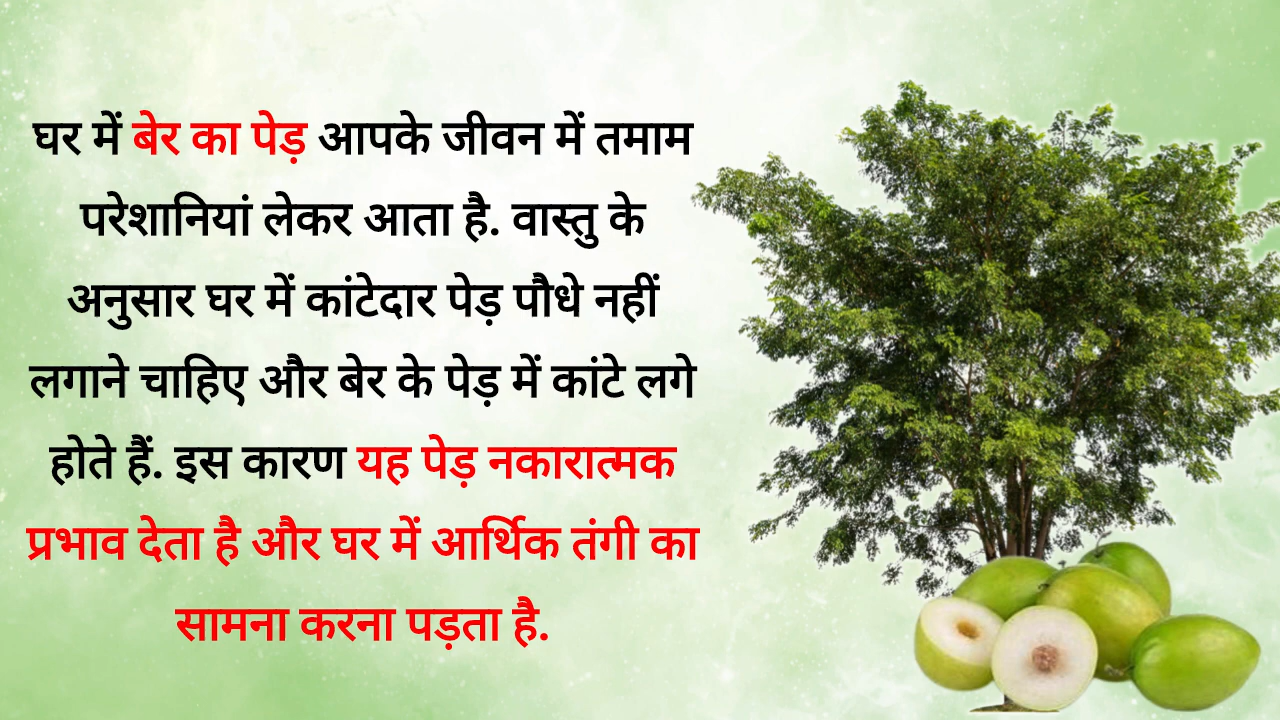 घर में बेर का पेड़ आपके जीवन में तमाम
परेशानियां लेकर आता है. वास्तु के
अनुसार घर में कांटेदार पेड़ पौधे नहीं
लगाने चाहिए और बेर के पेड़ में कांटे लगे
होते हैं. इस कारण यह पेड़ नकारात्मक
प्रभाव देता है और घर में आर्थिक तंगी का
सामना करना पड़ता है.